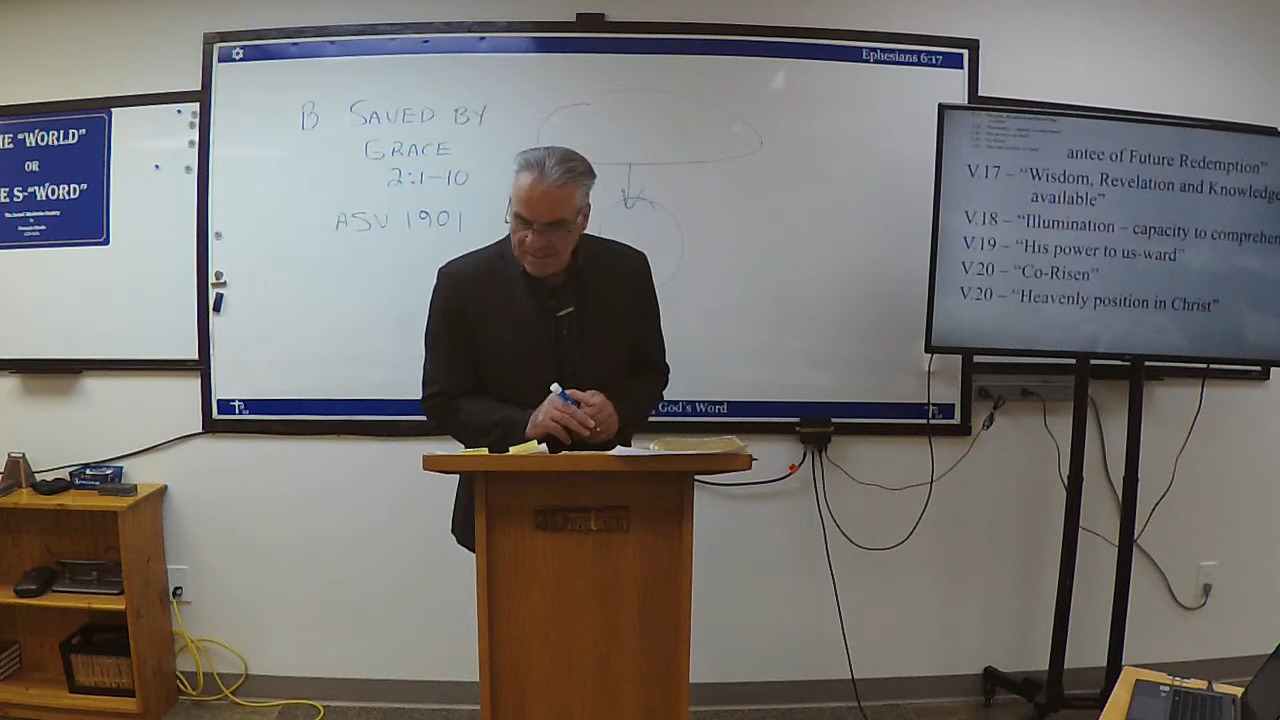 HE "WORLD"
OR
E S-"WORD"
Ephesians 6:17
B SAVED BY
GRACE
2:1-10
ASV 1901
God's Word
antee of Future Redemption"
V.17 – "Wisdom, Revelation and Knowledge
available"
V.18 – "Illumination – capacity to comprehen
V.19 – "His power to us-ward"
V.20 – "Co-Risen"
V.20 – "Heavenly position in Christ"